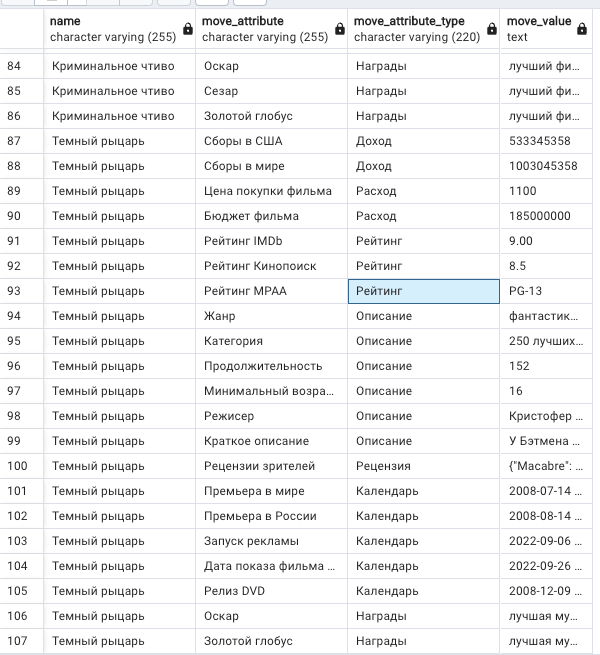 name move_attribute move_attribute_type move_value
character varying (255) character varying (255) character varying (220) text
84 Криминальное чтиво Оскар Награды лучший фи...
85 Криминальное чтиво Сезар Награды лучший фи...
86 Криминальное чтиво Золотой глобус Награды лучший фи...
87 Темный рыцарь Сборы в США Доход 533345358
88 Темный рыцарь Сборы в мире Доход 1003045358
89 Темный рыцарь Цена покупки фильма Расход 1100
90 Темный рыцарь Бюджет фильма Расход 185000000
91 Темный рыцарь Рейтинг IMDb Рейтинг 9.00
92 Темный рыцарь Рейтинг Кинопоиск Рейтинг 8.5
93 Темный рыцарь Рейтинг MPAA Рейтинг PG-13
94 Темный рыцарь Жанр Описание фантастик...
95 Темный рыцарь Категория Описание 250 лучших...
96 Темный рыцарь Продолжительность Описание 152
97 Темный рыцарь Минимальный возра... Описание 16
98 Темный рыцарь Режисер Описание Кристофер ...
99 Темный рыцарь Краткое описание Описание У Бэтмена ...
100 Темный рыцарь Рецензии зрителей Рецензия {"Macabre": ...
101 Темный рыцарь Премьера в мире Календарь 2008-07-14 ...
102 Темный рыцарь Премьера в России Календарь 2008-08-14 ...
103 Темный рыцарь Запуск рекламы Календарь 2022-09-06 ...
104 Темный рыцарь Дата показа фильма ... Календарь 2022-09-26 ...
105 Темный рыцарь Релиз DVD Календарь 2008-12-09 ...
106 Темный рыцарь Оскар Награды лучшая му...
107 Темный рыцарь Золотой глобус Награды лучшая му...